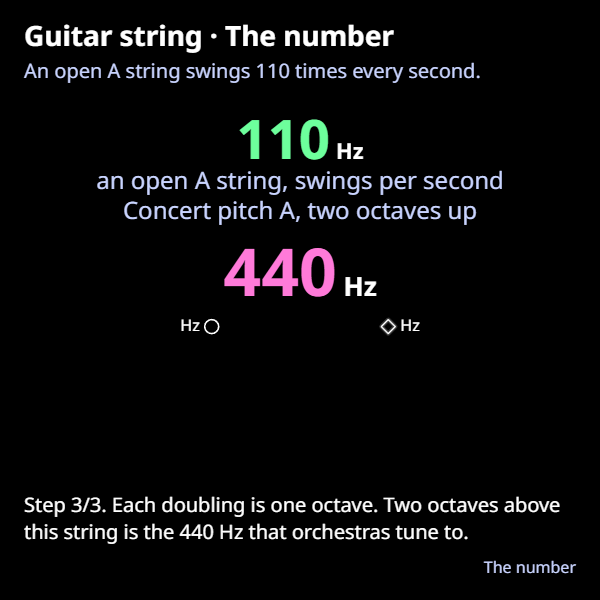 Guitar string · The number
An open A string swings 110 times every second.
110 Hz
an open A string, swings per second
Concert pitch A, two octaves up
440 Hz
Hz Hz
Step 3/3. Each doubling is one octave. Two octaves above
this string is the 440 Hz that orchestras tune to.
The number